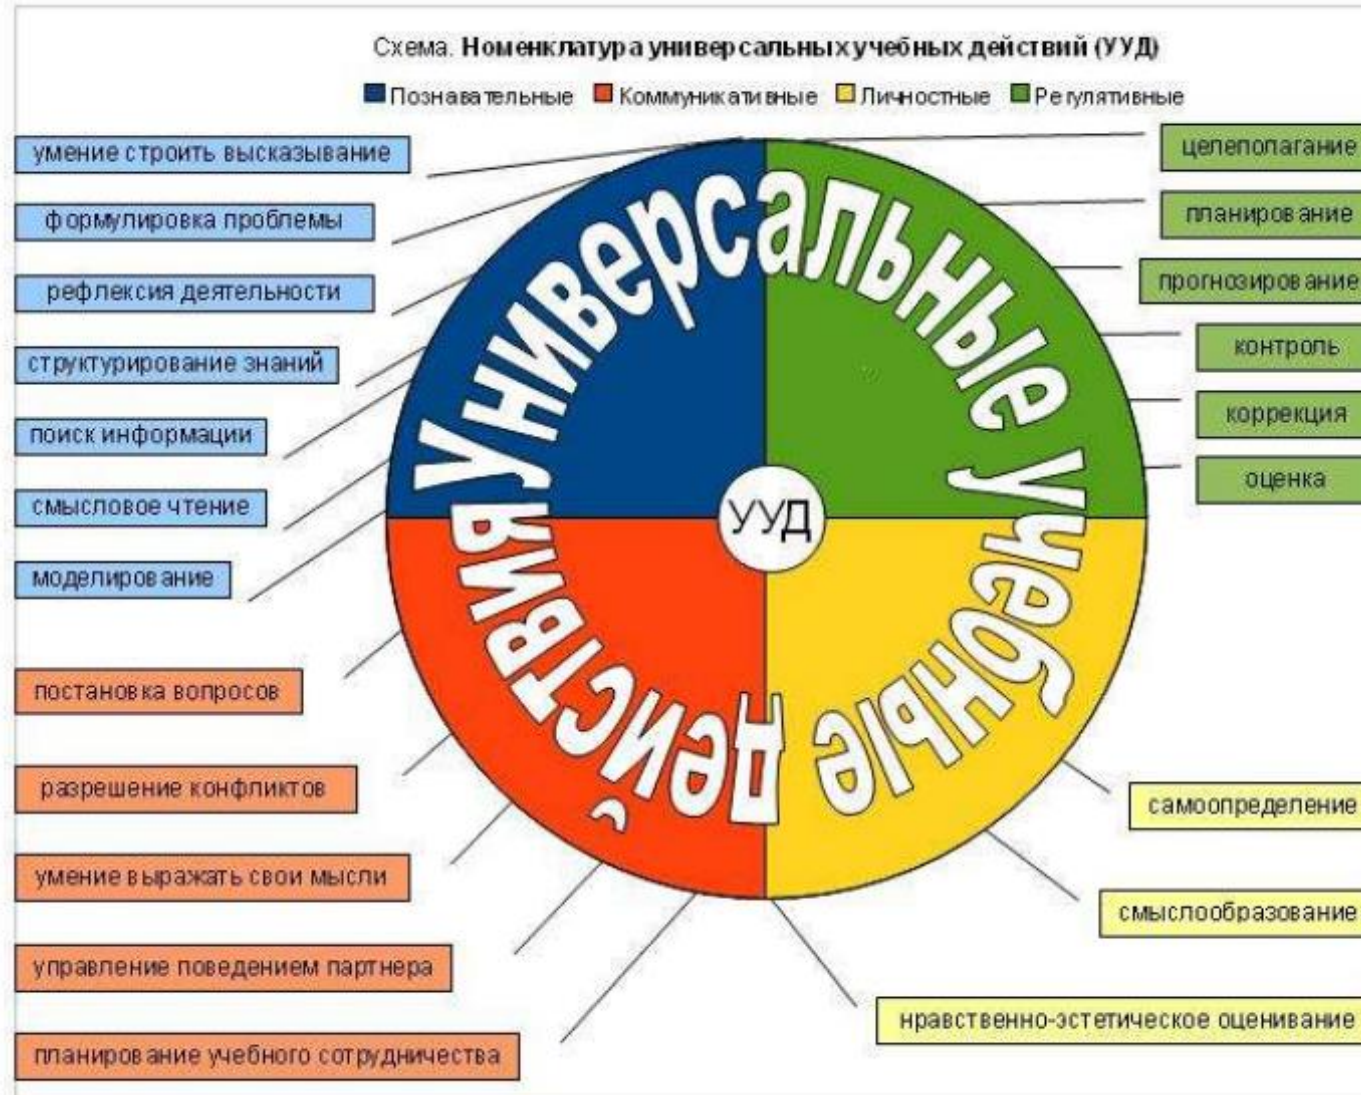 Схема. Номенклатура универсальных учебных действий (УУД)
Познавательные Коммуникативные Личностные Регулятивные
умение строить высказывание
формулировка проблемы
рефлексия деятельности
структурирование знаний
поиск информации
смысловое чтение
моделирование
постановка вопросов
разрешение конфликтов
умение выражать свои мысли
управление поведением партнера
планирование учебного сотрудничества
Универсальные учебные действия
УУД
целеполагание
планирование
прогнозирование
контроль
коррекция
оценка
самоопределение
смыслообразование
нравственно-эстетическое оценивание